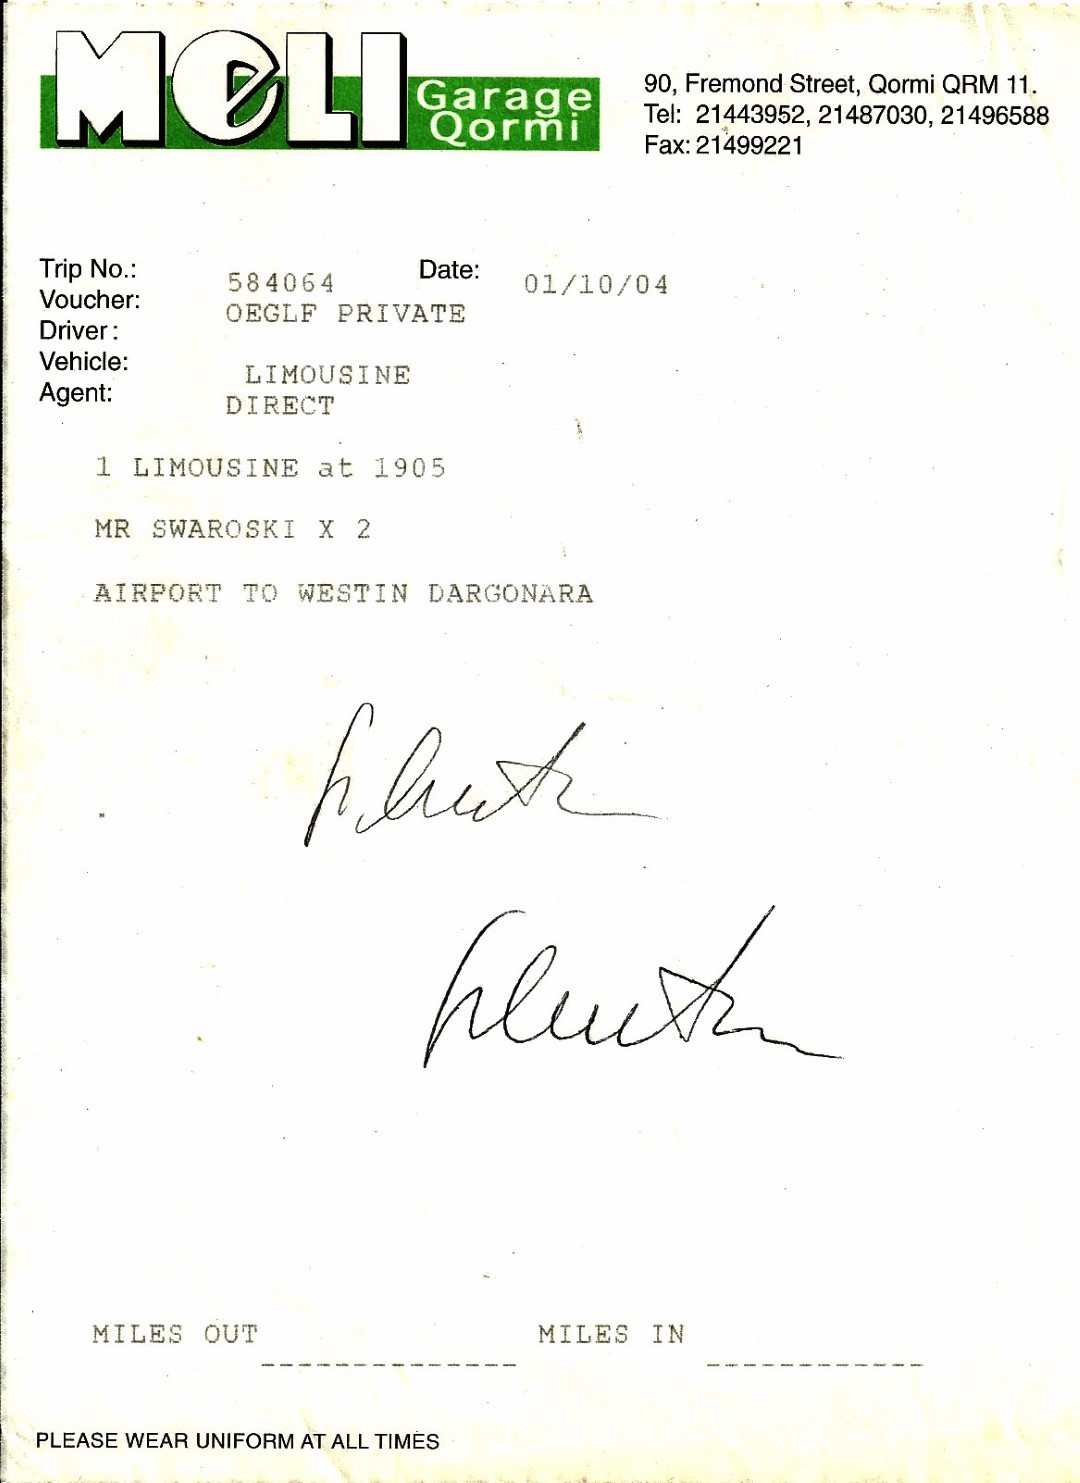 MeLI Garage
Qormi
90, Fremond Street, Qormi QRM 11.
Tel: 21443952, 21487030, 21496588
Fax: 21499221
Trip No.: 584064 Date: 01/10/04
Voucher: OEGLF PRIVATE
Driver:
Vehicle: LIMOUSINE
Agent: DIRECT
1 LIMOUSINE at 1905
MR SWAROSKI X 2
AIRPORT TO WESTIN DARGONARA
MILES OUT ______________ MILES IN ____________
PLEASE WEAR UNIFORM AT ALL TIMES